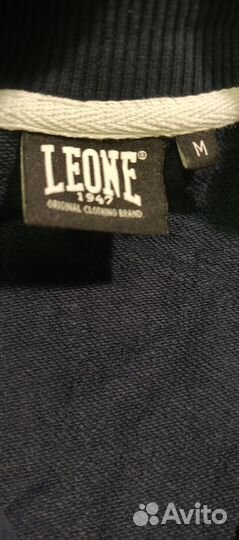 LEONE®
1947
ORIGINAL CLOTHING BRAND
M
Avito